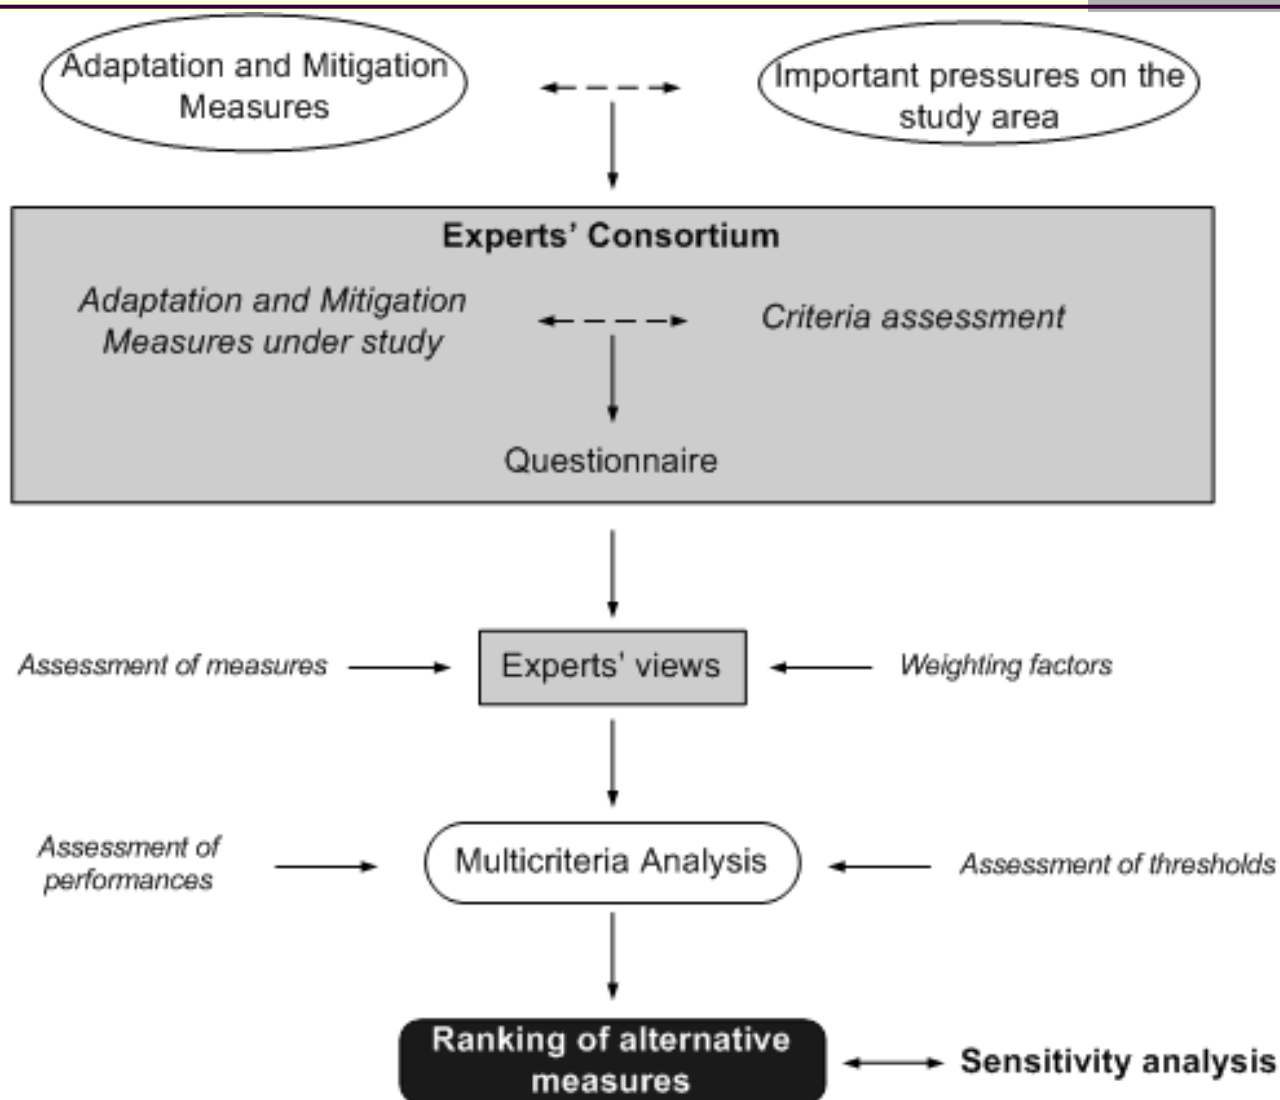 Adaptation and Mitigation
Measures
Important pressures on the
study area
Experts’ Consortium
Adaptation and Mitigation
Measures under study
Criteria assessment
Questionnaire
Assessment of measures
Experts’ views
Weighting factors
Assessment of
performances
Multicriteria Analysis
Assessment of thresholds
Ranking of alternative
measures
Sensitivity analysis